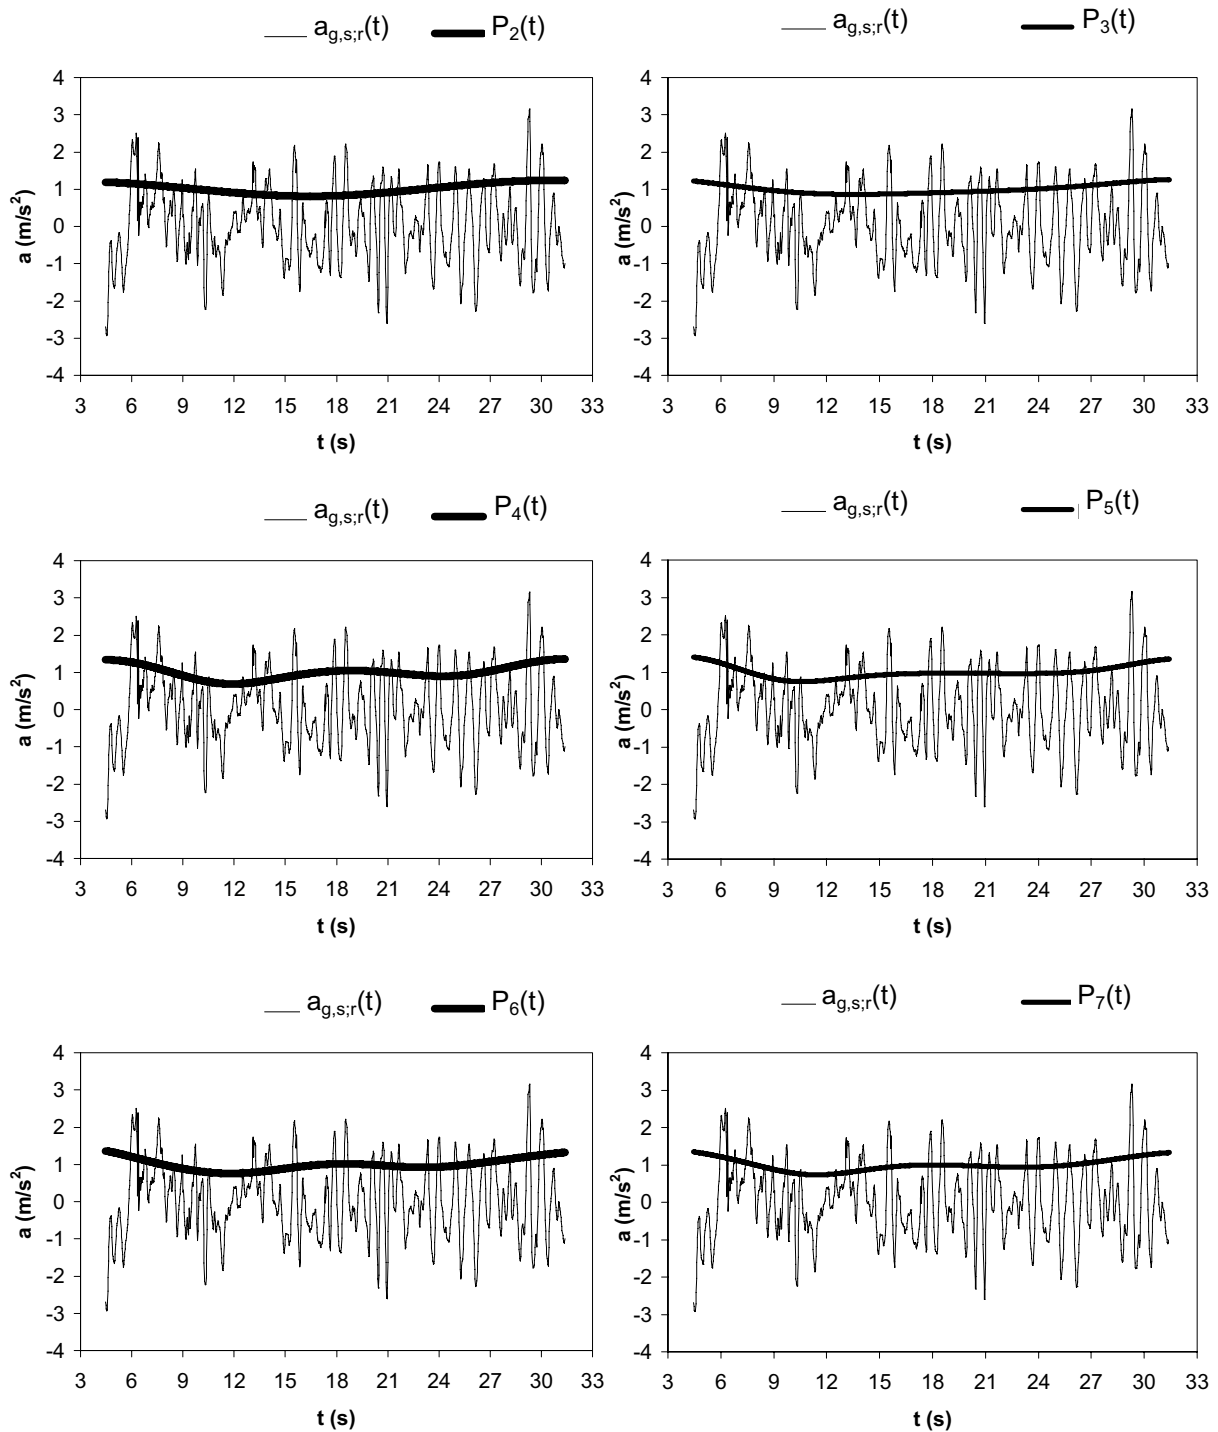 a_g,s;r(t) P_2(t)
a_g,s;r(t) P_3(t)
4
3
2
1
0
-1
-2
-3
-4
a (m/s²)
3 6 9 12 15 18 21 24 27 30 33
t (s)
4
3
2
1
0
-1
-2
-3
-4
a (m/s²)
3 6 9 12 15 18 21 24 27 30 33
t (s)
a_g,s;r(t) P_4(t)
a_g,s;r(t) P_5(t)
4
3
2
1
0
-1
-2
-3
-4
a (m/s²)
3 6 9 12 15 18 21 24 27 30 33
t (s)
4
3
2
1
0
-1
-2
-3
-4
a (m/s²)
3 6 9 12 15 18 21 24 27 30 33
t (s)
a_g,s;r(t) P_6(t)
a_g,s;r(t) P_7(t)
4
3
2
1
0
-1
-2
-3
-4
a (m/s²)
3 6 9 12 15 18 21 24 27 30 33
t (s)
4
3
2
1
0
-1
-2
-3
-4
a (m/s²)
3 6 9 12 15 18 21 24 27 30 33
t (s)